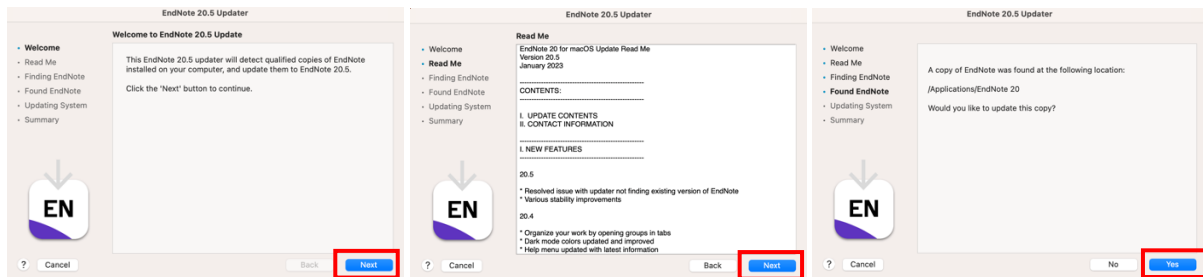 EndNote 20.5 Updater
Welcome to EndNote 20.5 Update
• Welcome
• Read Me
• Finding EndNote
• Found EndNote
• Updating System
• Summary
This EndNote 20.5 updater will detect qualified copies of EndNote
installed on your computer, and update them to EndNote 20.5.
Click the 'Next' button to continue.
EN
? Cancel
Back Next
EndNote 20.5 Updater
Read Me
• Welcome
• Read Me
• Finding EndNote
• Found EndNote
• Updating System
• Summary
EndNote 20 for macOS Update Read Me
Version 20.5
January 2023
CONTENTS:
I. UPDATE CONTENTS
II. CONTACT INFORMATION
I. NEW FEATURES
20.5
* Resolved issue with updater not finding existing version of EndNote
* Various stability improvements
20.4
* Organize your work by opening groups in tabs
* Dark mode colors updated and improved
* Help menu updated with latest information
EN
? Cancel
Back Next
EndNote 20.5 Updater
• Welcome
• Read Me
• Finding EndNote
• Found EndNote
• Updating System
• Summary
A copy of EndNote was found at the following location:
/Applications/EndNote 20
Would you like to update this copy?
EN
? Cancel
No Yes